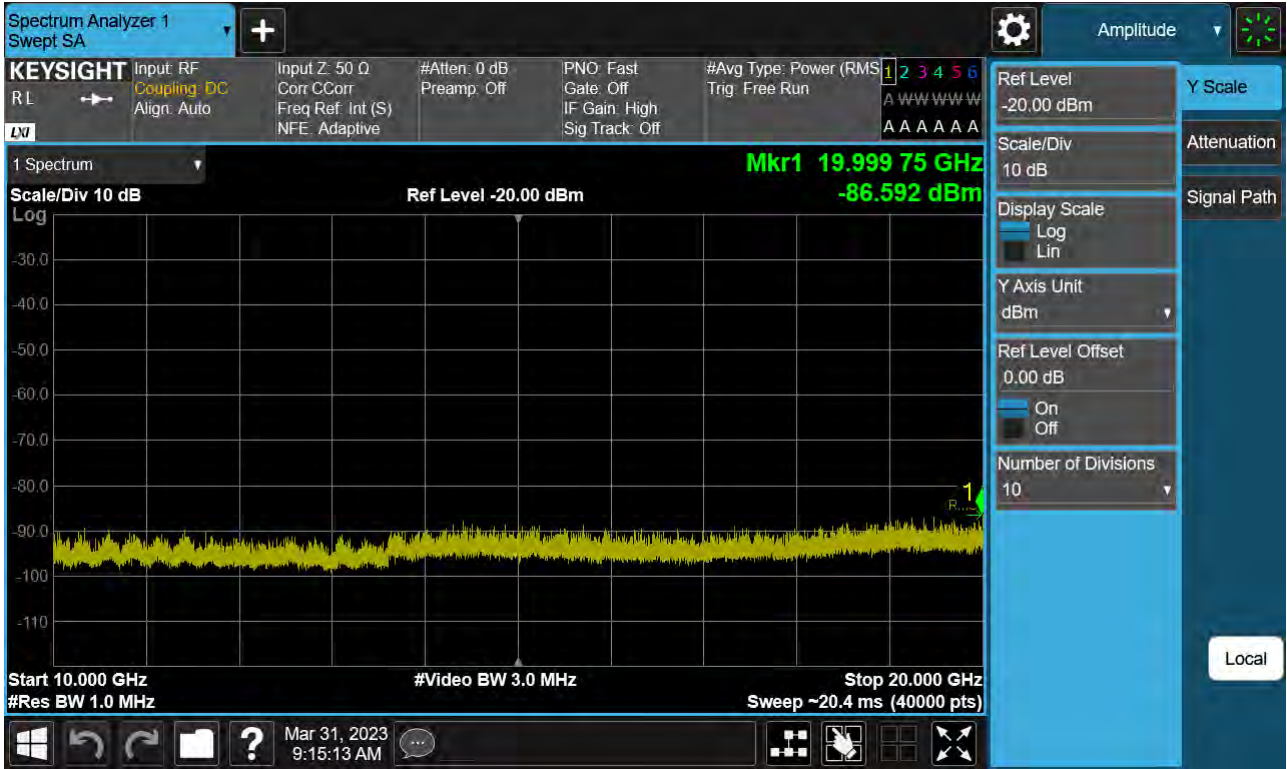 Spectrum Analyzer 1
Swept SA
Amplitude
KEYSIGHT
R L
LXI
Input: RF
Coupling: DC
Align: Auto
Input Z: 50 Ω
Corr CCorr
Freq Ref: Int (S)
NFE: Adaptive
#Atten: 0 dB
Preamp: Off
PNO: Fast
Gate: Off
IF Gain: High
Sig Track: Off
#Avg Type: Power (RMS
Trig: Free Run
1 2 3 4 5 6
A W W W W W
A A A A A A
1 Spectrum
Mkr1 19.999 75 GHz
Scale/Div 10 dB
Ref Level -20.00 dBm
-86.592 dBm
Log
-30.0
-40.0
-50.0
-60.0
-70.0
-80.0
-90.0
-100
-110
1
R...
Start 10.000 GHz
#Video BW 3.0 MHz
Stop 20.000 GHz
#Res BW 1.0 MHz
Sweep ~20.4 ms (40000 pts)
Ref Level
-20.00 dBm
Scale/Div
10 dB
Display Scale
Log
Lin
Y Axis Unit
dBm
Ref Level Offset
0.00 dB
On
Off
Number of Divisions
10
Y Scale
Attenuation
Signal Path
Local
?
Mar 31, 2023
9:15:13 AM